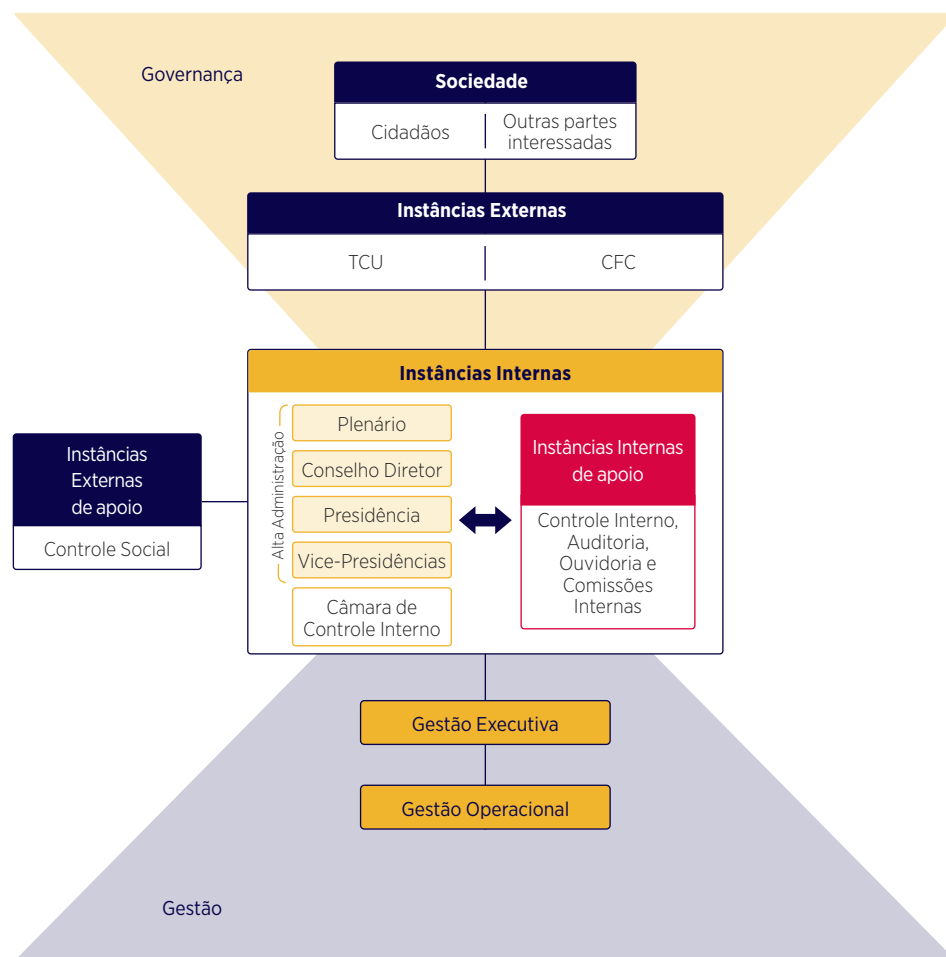 Governança
Sociedade
Cidadãos
Outras partes
interessadas
Instâncias Externas
TCU
CFC
Instâncias Internas
Alta Administração
Plenário
Conselho Diretor
Presidência
Vice-Presidências
Câmara de
Controle Interno
Instâncias Internas
de apoio
Controle Interno,
Auditoria,
Ouvidoria e
Comissões
Internas
Instâncias
Externas
de apoio
Controle Social
Gestão Executiva
Gestão Operacional
Gestão